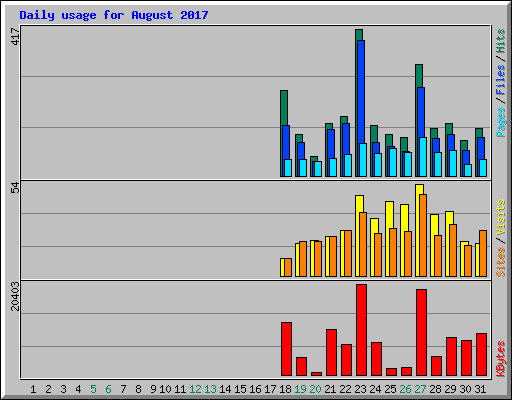 Daily usage for August 2017
417
54
20403
Pages / Files / Hits
Sites / Visits
KBytes
1 2 3 4 5 6 7 8 9 10 11 12 13 14 15 16 17 18 19 20 21 22 23 24 25 26 27 28 29 30 31